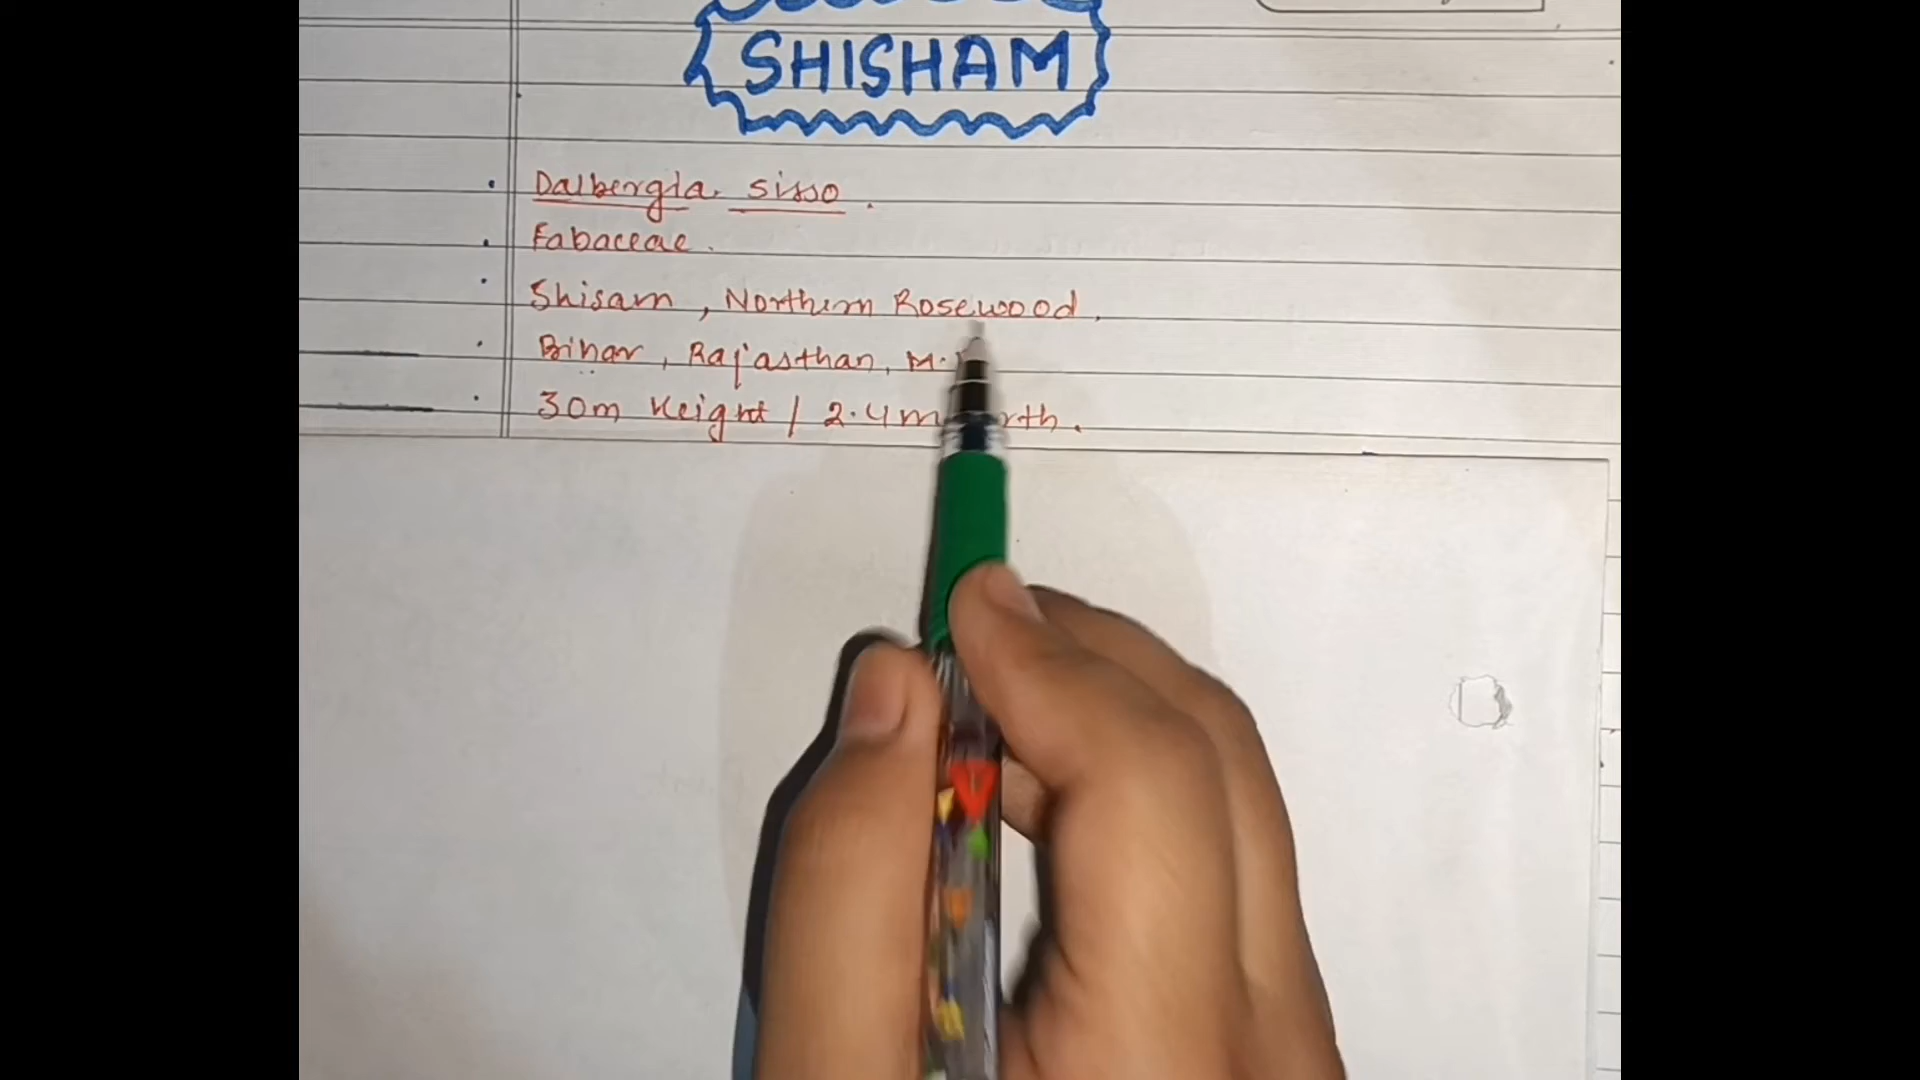 SHISHAM
Dalbergia sisso.
Fabaceae.
Shisam, Northern Rosewood.
Bihar, Rajasthan, M.
30m Height / 2.4m